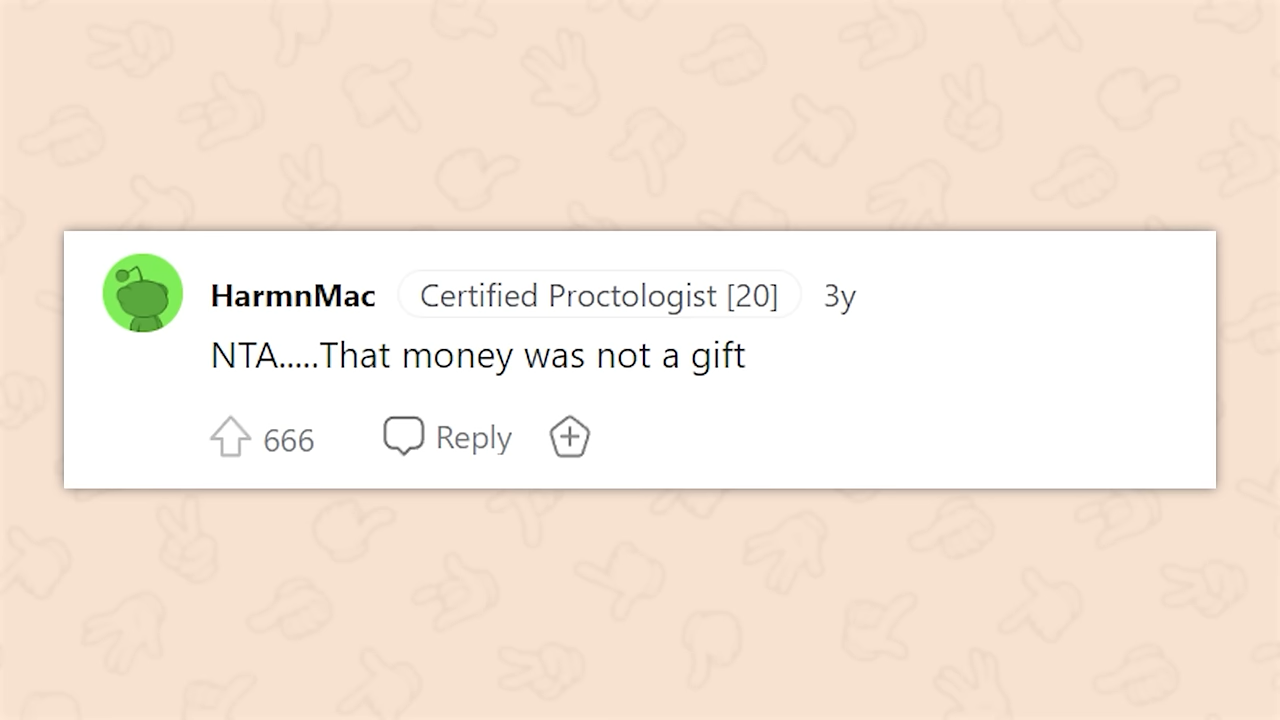 HarmnMac Certified Proctologist [20] 3y
NTA.....That money was not a gift
666 Reply